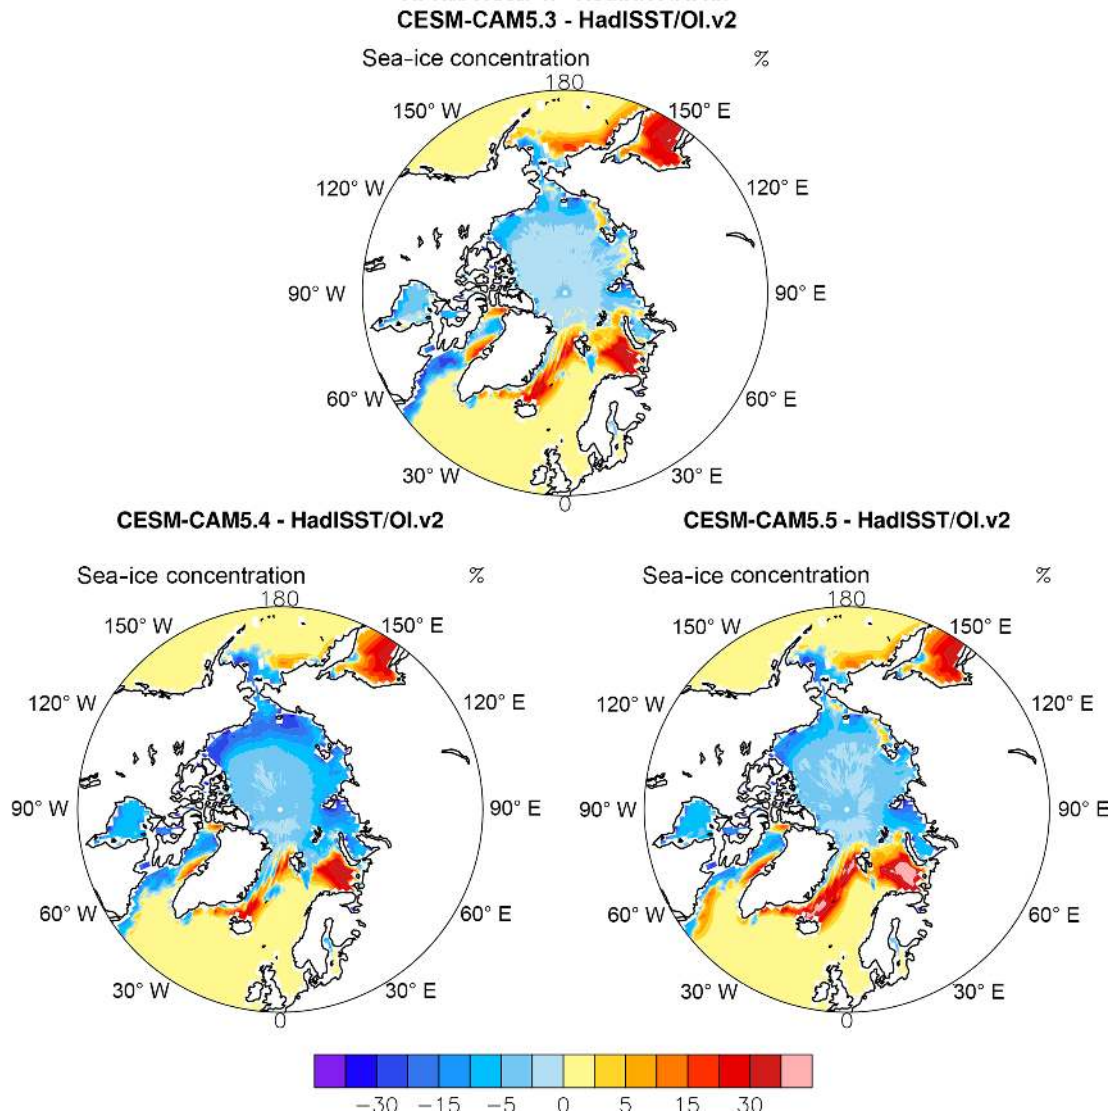 CESM-CAM5.3 - HadISST/OI.v2
Sea-ice concentration %
180
150° W 150° E
120° W 120° E
90° W 90° E
60° W 60° E
30° W 30° E
0
CESM-CAM5.4 - HadISST/OI.v2 CESM-CAM5.5 - HadISST/OI.v2
Sea-ice concentration % Sea-ice concentration %
180 180
150° W 150° E 150° W 150° E
120° W 120° E 120° W 120° E
90° W 90° E 90° W 90° E
60° W 60° E 60° W 60° E
30° W 30° E 30° W 30° E
0 0
-30 -15 -5 0 5 15 30